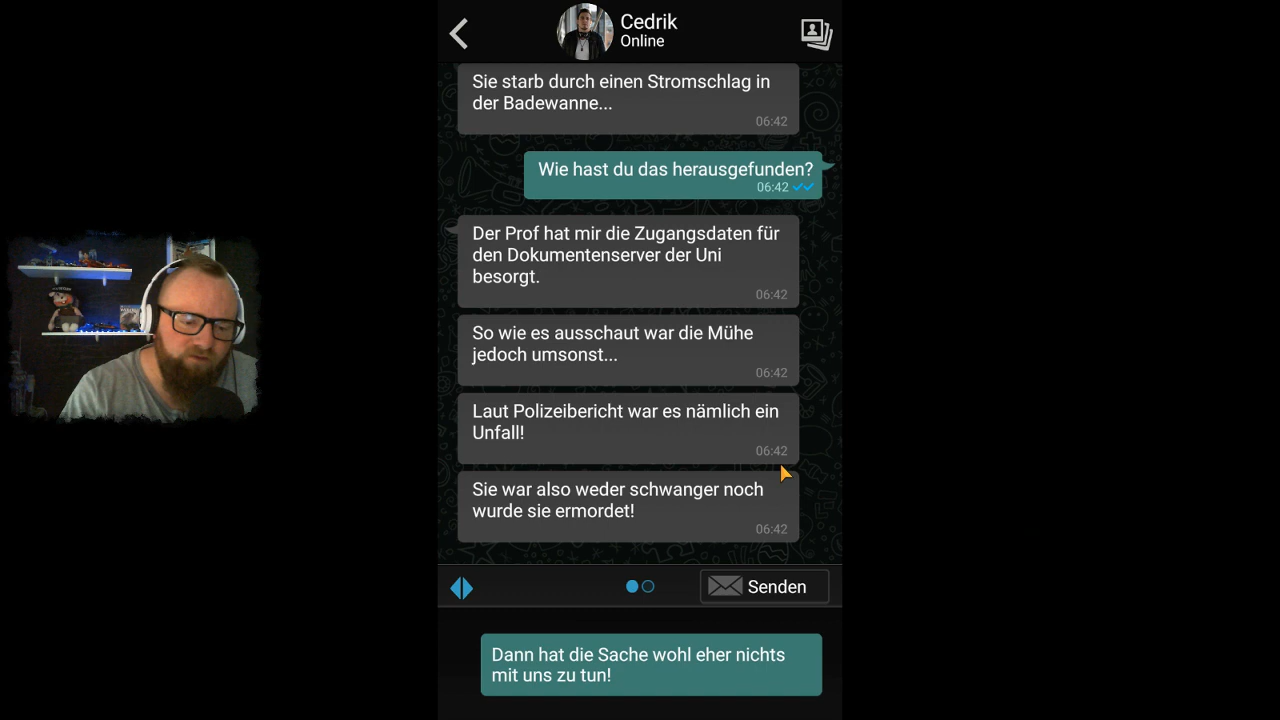 Cedrik
Online
Sie starb durch einen Stromschlag in
der Badewanne...
06:42
Wie hast du das herausgefunden?
06:42
Der Prof hat mir die Zugangsdaten für
den Dokumentenserver der Uni
besorgt.
06:42
So wie es ausschaut war die Mühe
jedoch umsonst...
06:42
Laut Polizeibericht war es nämlich ein
Unfall!
06:42
Sie war also weder schwanger noch
wurde sie ermordet!
06:42
Senden
Dann hat die Sache wohl eher nichts
mit uns zu tun!